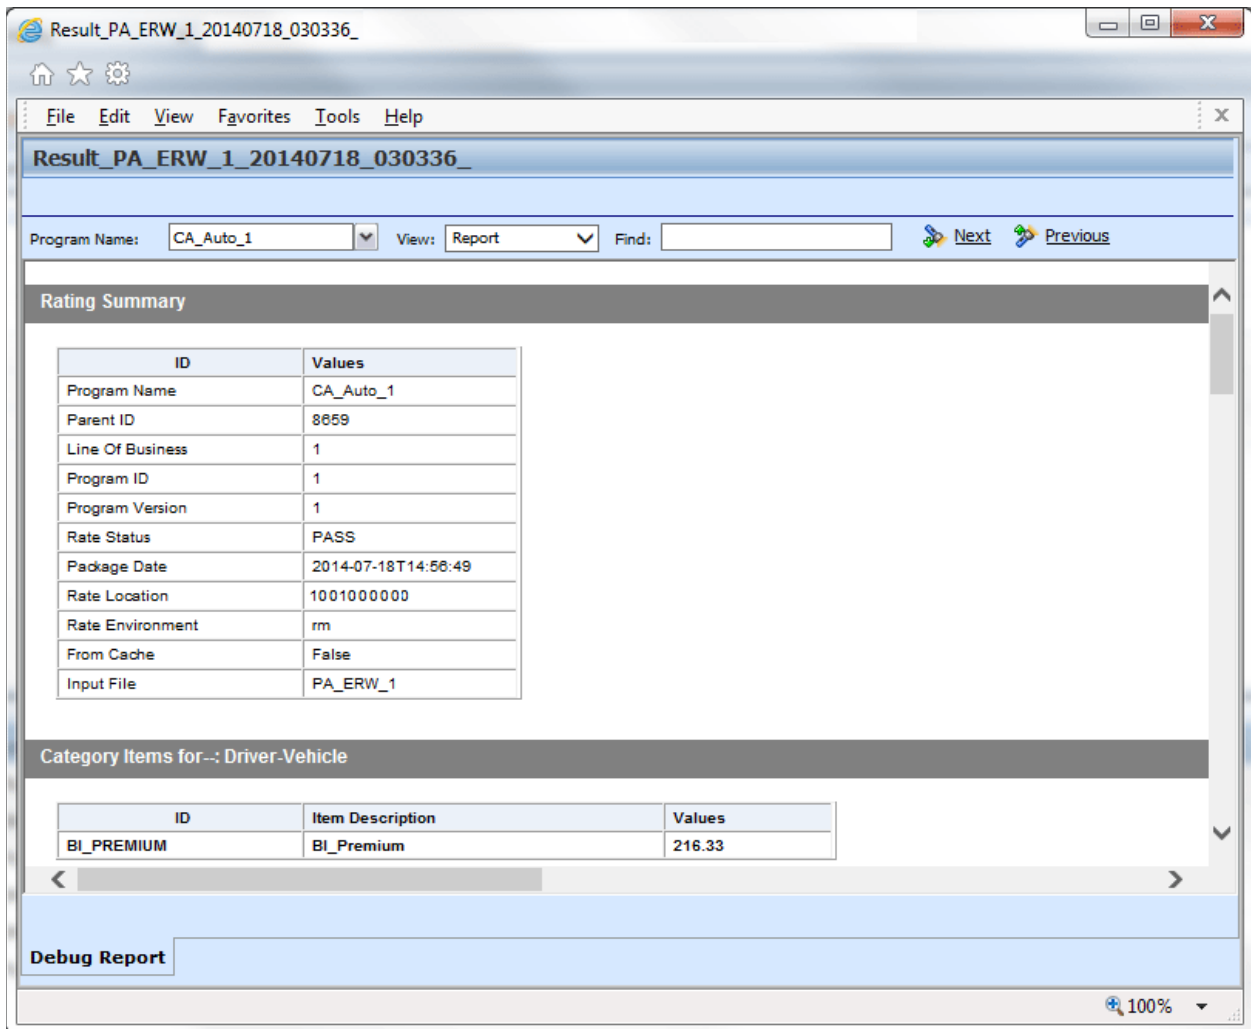 Result_PA_ERW_1_20140718_030336_
File Edit View Favorites Tools Help
Result_PA_ERW_1_20140718_030336_
Program Name: CA_Auto_1 View: Report Find: Next Previous
Rating Summary
ID Values
Program Name CA_Auto_1
Parent ID 8659
Line Of Business 1
Program ID 1
Program Version 1
Rate Status PASS
Package Date 2014-07-18T14:56:49
Rate Location 1001000000
Rate Environment rm
From Cache False
Input File PA_ERW_1
Category Items for--: Driver-Vehicle
ID Item Description Values
BI_PREMIUM BI_Premium 216.33
Debug Report
100%